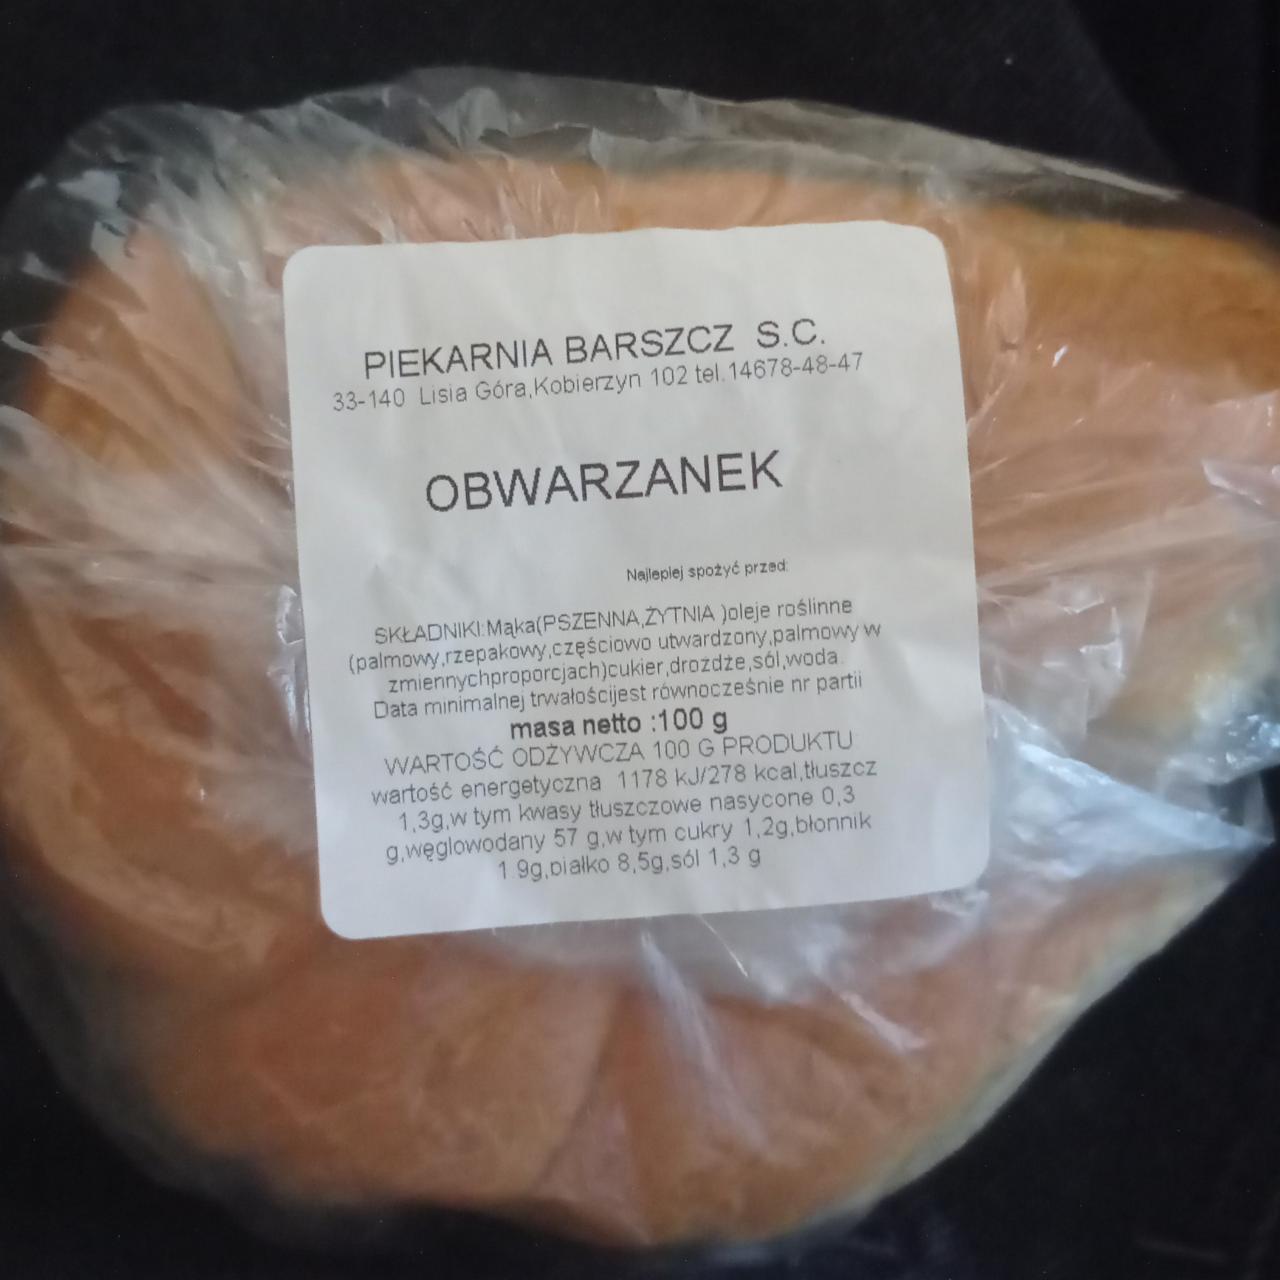 PIEKARNIA BARSZCZ S.C.
33-140 Lisia Góra,Kobierzyn 102 tel.14678-48-47
OBWARZANEK
Najlepiej spożyć przed:
SKŁADNIKI:Mąka(PSZENNA,ŻYTNIA )oleje roślinne
(palmowy,rzepakowy,częściowo utwardzony,palmowy w
zmiennychproporcjach)cukier,drożdże,sól,woda.
Data minimalnej trwałościjest równocześnie nr partii
masa netto :100 g
WARTOŚĆ ODŻYWCZA 100 G PRODUKTU:
wartość energetyczna 1178 kJ/278 kcal,tłuszcz
1,3g,w tym kwasy tłuszczowe nasycone 0,3
g,węglowodany 57 g,w tym cukry 1,2g,błonnik
1.9g,białko 8,5g,sól 1,3 g